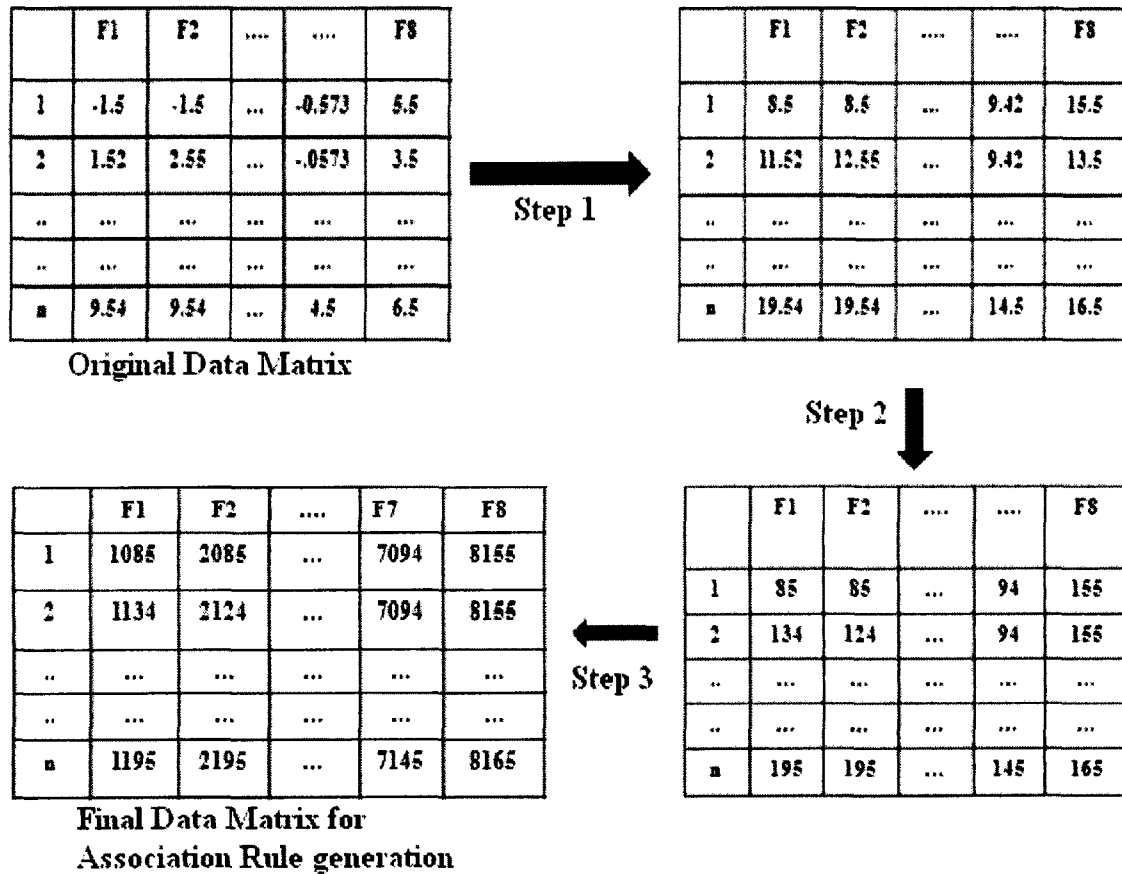 F1 F2 .... .... F8
1 -1.5 -1.5 ... -0.573 5.5
2 1.52 2.55 ... -.0573 3.5
.. ... ... ... ... ...
.. ... ... ... ... ...
n 9.54 9.54 ... 4.5 6.5
Original Data Matrix
Step 1
F1 F2 .... .... F8
1 8.5 8.5 ... 9.42 15.5
2 11.52 12.55 ... 9.42 13.5
.. ... ... ... ... ...
.. ... ... ... ... ...
n 19.54 19.54 ... 14.5 16.5
Step 2
F1 F2 .... .... F8
1 85 85 ... 94 155
2 134 124 ... 94 155
.. ... ... ... ... ...
.. ... ... ... ... ...
n 195 195 ... 145 165
Step 3
F1 F2 .... F7 F8
1 1085 2085 ... 7094 8155
2 1134 2124 ... 7094 8155
.. ... ... ... ... ...
.. ... ... ... ... ...
n 1195 2195 ... 7145 8165
Final Data Matrix for
Association Rule generation